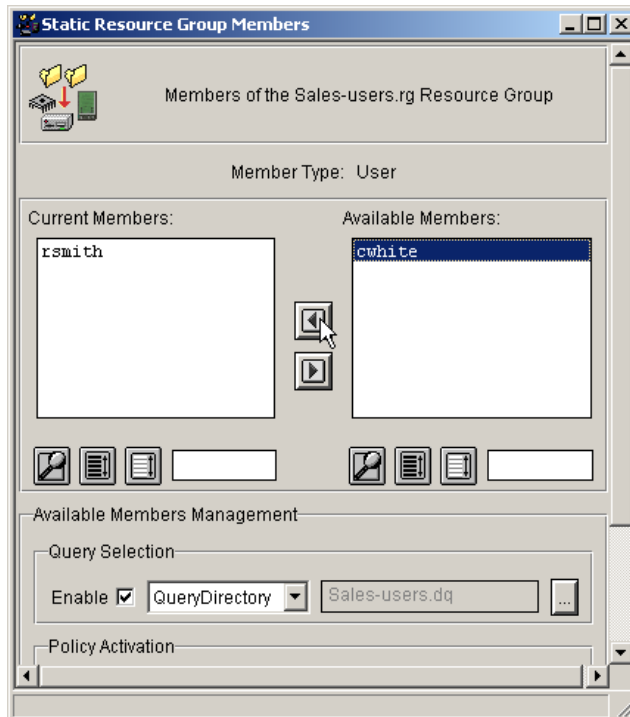 Static Resource Group Members
Members of the Sales-users.rg Resource Group
Member Type: User
Current Members:
Available Members:
rsmith
cwhite
Available Members Management
Query Selection
Enable QueryDirectory Sales-users.dq ...
Policy Activation